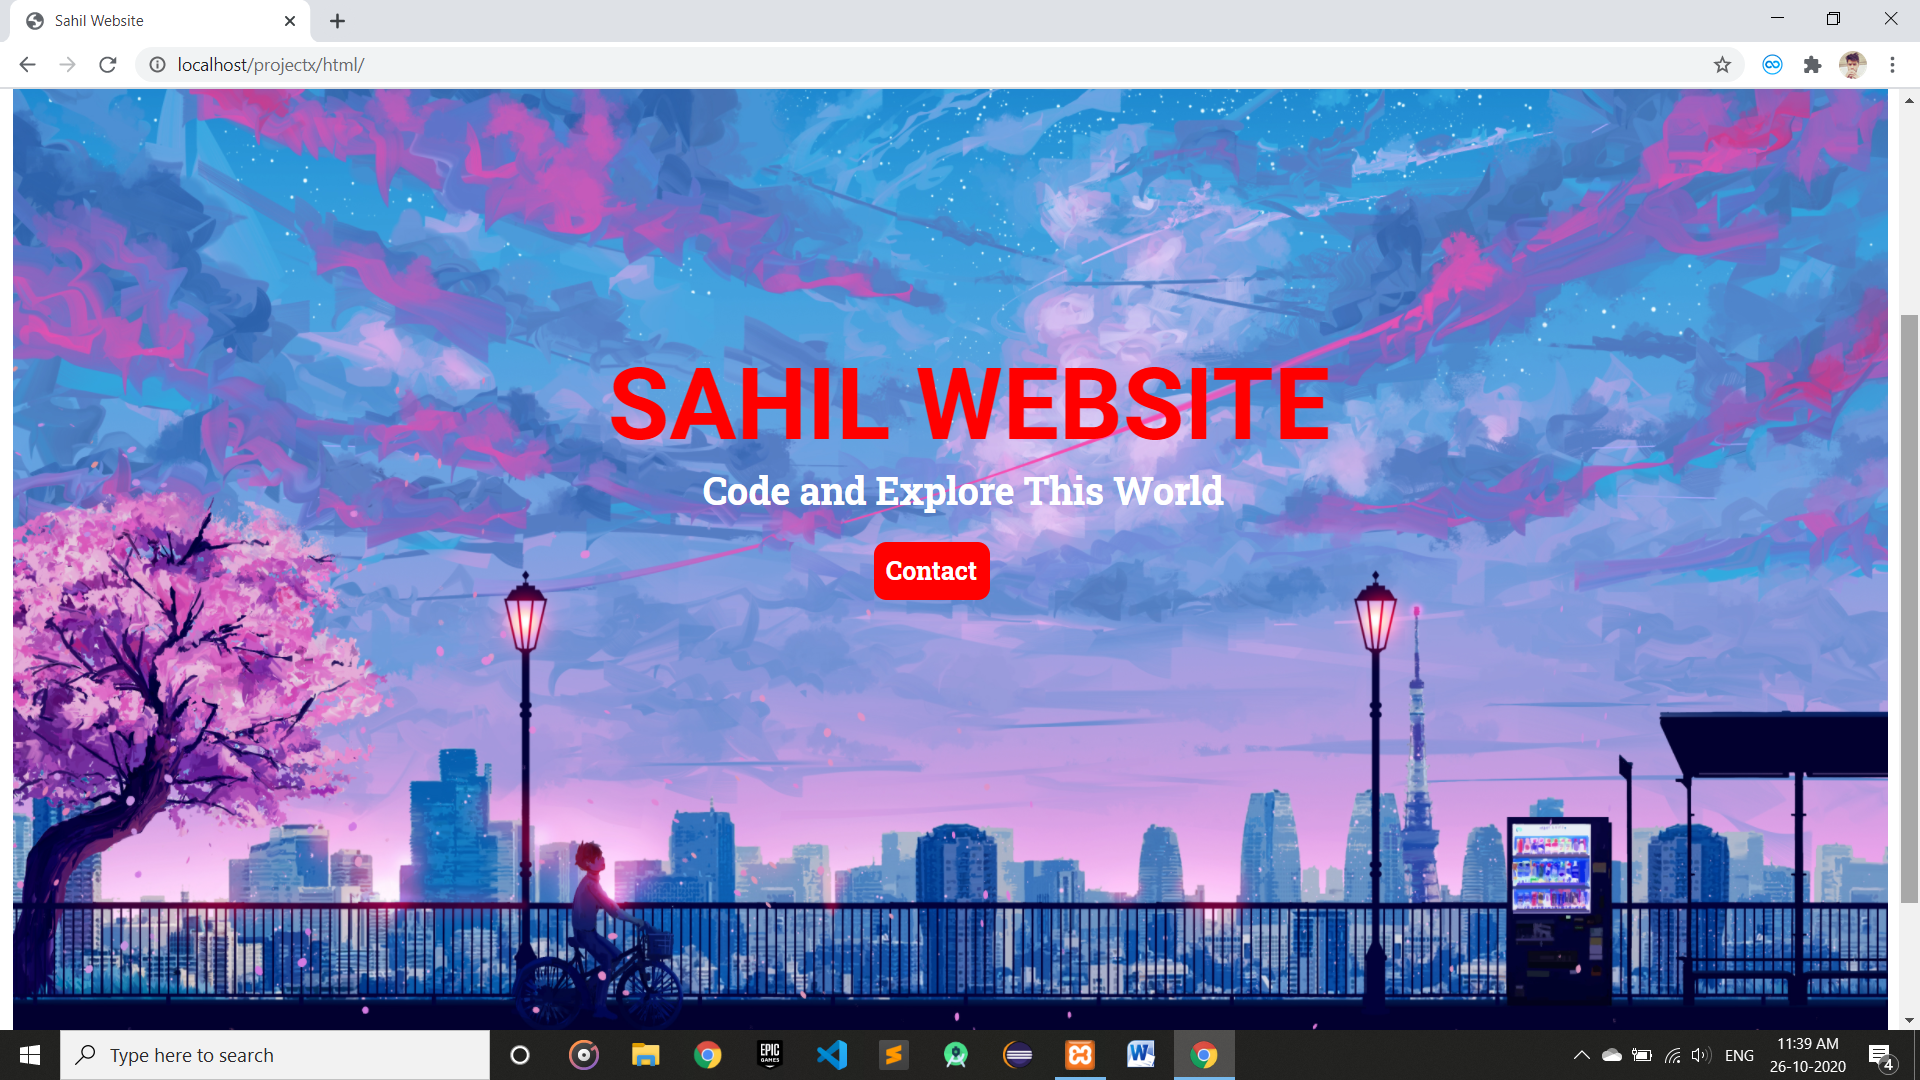 Sahil Website
localhost/projectx/html/
SAHIL WEBSITE
Code and Explore This World
Contact
Type here to search
EPIC
GAMES
W
ENG
11:39 AM
26-10-2020
4